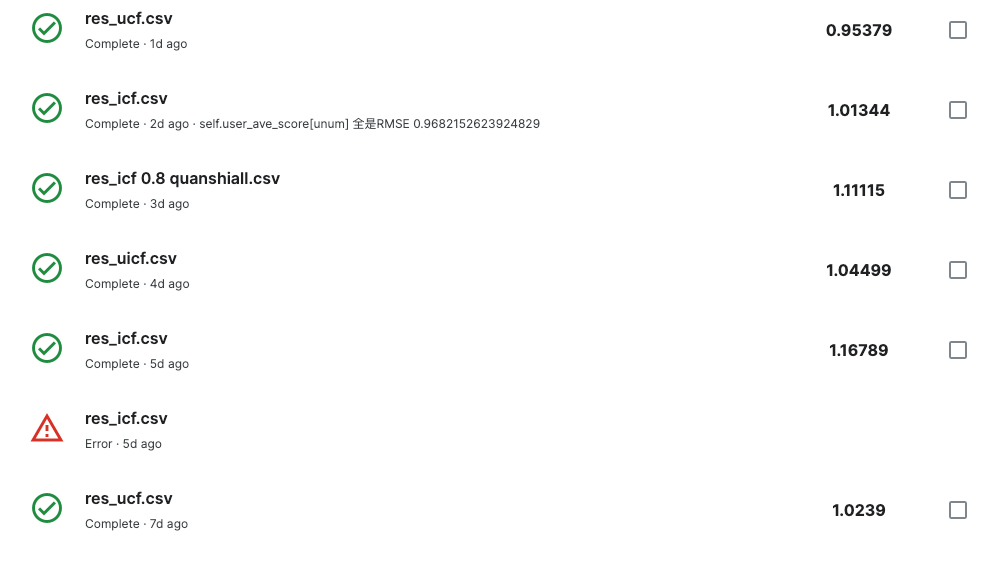 res_ucf.csv
0.95379
Complete · 1d ago
res_icf.csv
1.01344
Complete · 2d ago · self.user_ave_score[unum] 全是RMSE 0.9682152623924829
res_icf 0.8 quanshiall.csv
1.11115
Complete · 3d ago
res_uicf.csv
1.04499
Complete · 4d ago
res_icf.csv
1.16789
Complete · 5d ago
res_icf.csv
Error · 5d ago
res_ucf.csv
1.0239
Complete · 7d ago